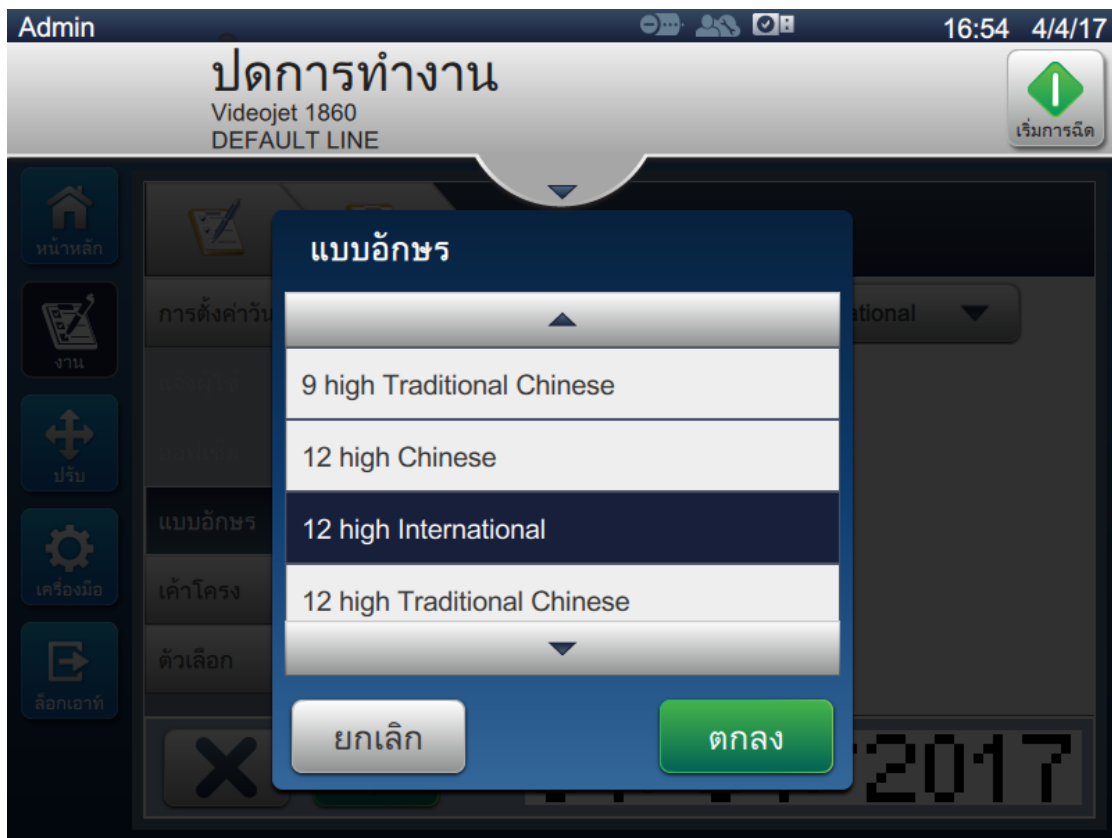 Admin
16:54 4/4/17
ปดการทำงาน
Videojet 1860
DEFAULT LINE
เริ่มการฉีด
หน้าหลัก
แบบอักษร
การตั้งค่าวัน
ational
งาน
9 high Traditional Chinese
12 high Chinese
ปรับ
แบบอักษร
12 high International
เครื่องมือ
เค้าโครง
12 high Traditional Chinese
ตัวเลือก
ล็อกเอาท์
ยกเลิก
ตกลง
2017